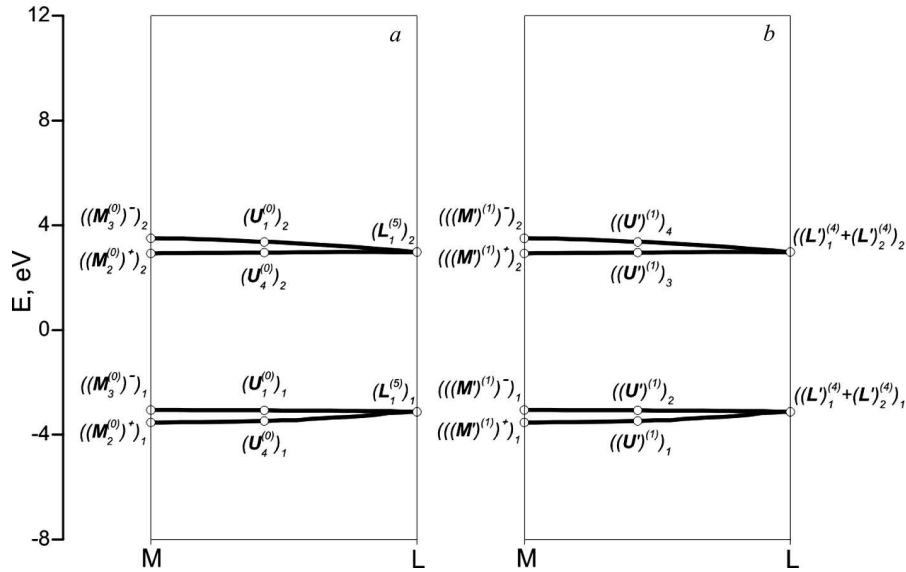 12
a
b
8
((M₃⁽⁰⁾)⁻)₂
(U₁⁽⁰⁾)₂
(L₁⁽⁵⁾)₂
(((M')⁽¹⁾)⁻)₂
((U')⁽¹⁾)₄
((L')₁⁽⁴⁾+(L')₂⁽⁴⁾)₂
4
((M₂⁽⁰⁾)⁺)₂
(U₄⁽⁰⁾)₂
(((M')⁽¹⁾)⁺)₂
((U')⁽¹⁾)₃
E, eV
0
((M₃⁽⁰⁾)⁻)₁
(U₁⁽⁰⁾)₁
(L₁⁽⁵⁾)₁
(((M')⁽¹⁾)⁻)₁
((U')⁽¹⁾)₂
((L')₁⁽⁴⁾+(L')₂⁽⁴⁾)₁
-4
((M₂⁽⁰⁾)⁺)₁
(U₄⁽⁰⁾)₁
(((M')⁽¹⁾)⁺)₁
((U')⁽¹⁾)₁
-8
M
L
M
L